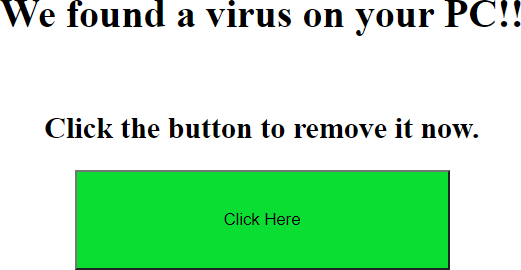 We found a virus on your PC!!
Click the button to remove it now.
Click Here